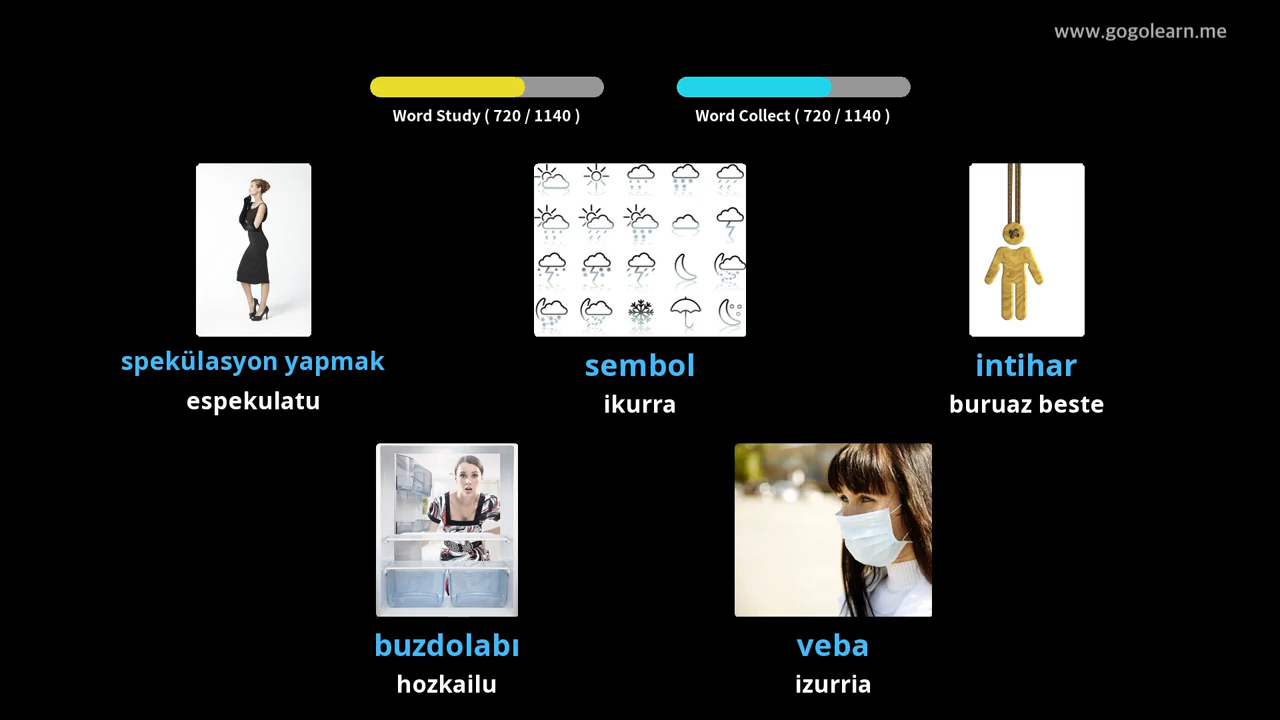 www.gogolearn.me
Word Study ( 720 / 1140 )
Word Collect ( 720 / 1140 )
spekülasyon yapmak
espekulatu
sembol
ikurra
intihar
buruaz beste
buzdolabı
hozkailu
veba
izurria